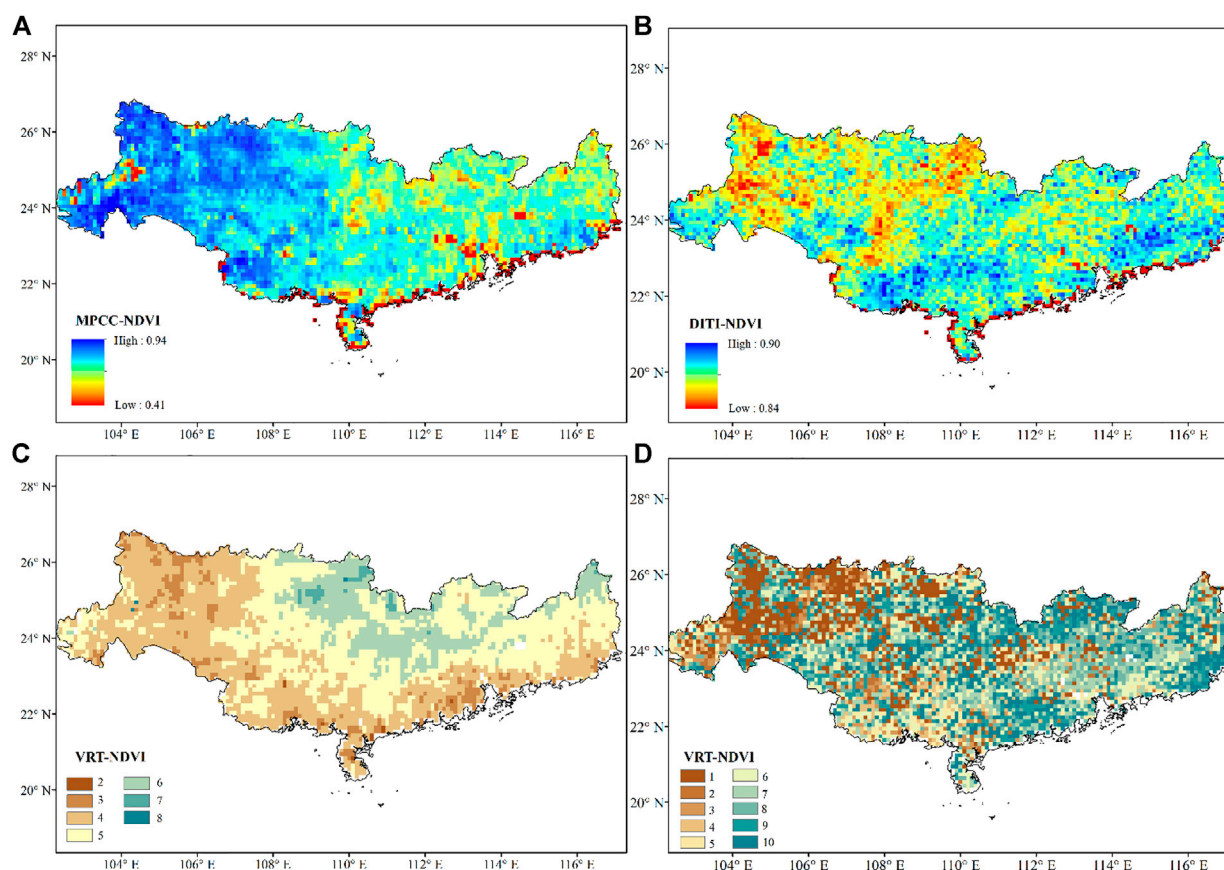 A
28° N
26° N
24° N
22° N
20° N
MPCC-NDVI
High : 0.94
Low : 0.41
104° E 106° E 108° E 110° E 112° E 114° E 116° E
B
28° N
26° N
24° N
22° N
20° N
DITI-NDVI
High : 0.90
Low : 0.84
104° E 106° E 108° E 110° E 112° E 114° E 116° E
C
28° N
26° N
24° N
22° N
20° N
VRT-NDVI
2 6
3 7
4 8
5
104° E 106° E 108° E 110° E 112° E 114° E 116° E
D
28° N
26° N
24° N
22° N
20° N
VRT-NDVI
1 6
2 7
3 8
4 9
5 10
104° E 106° E 108° E 110° E 112° E 114° E 116° E